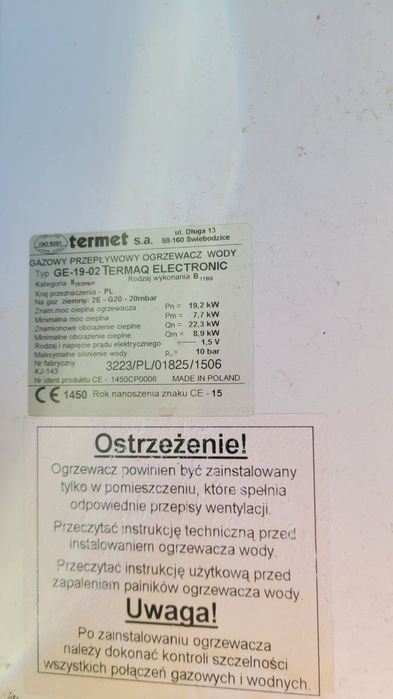 ISO 9001 termet s.a. ul. Długa 13
58-160 Świebodzice
GAZOWY PRZEPŁYWOWY OGRZEWACZ WODY
Typ GE-19-02 TERMAQ ELECTRONIC
Kategoria II2E3P Rodzaj wykonania B11BS
Kraj przeznaczenia - PL
Na gaz ziemny: 2E - G20 - 20mbar
Znam moc cieplna ogrzewacza Pn = 19,2 kW
Minimalna moc cieplna Pm = 7,7 kW
Znamionowe obciążenie cieplne Qn = 22,3 kW
Minimalne obciążenie cieplne Qm = 8,9 kW
Rodzaj i napięcie prądu elektrycznego 1,5 V
Maksymalne ciśnienie wody pw = 10 bar
Nr fabryczny 3223/PL/01825/1506
KJ-143
Nr ident produktu CE - 1450CP0006 MADE IN POLAND
CE 1450 Rok nanoszenia znaku CE - 15
Ostrzeżenie!
Ogrzewacz powinien być zainstalowany
tylko w pomieszczeniu, które spełnia
odpowiednie przepisy wentylacji.
Przeczytać instrukcję techniczną przed
instalowaniem ogrzewacza wody.
Przeczytać instrukcję użytkową przed
zapaleniem palników ogrzewacza wody.
Uwaga!
Po zainstalowaniu ogrzewacza
należy dokonać kontroli szczelności
wszystkich połączeń gazowych i wodnych.